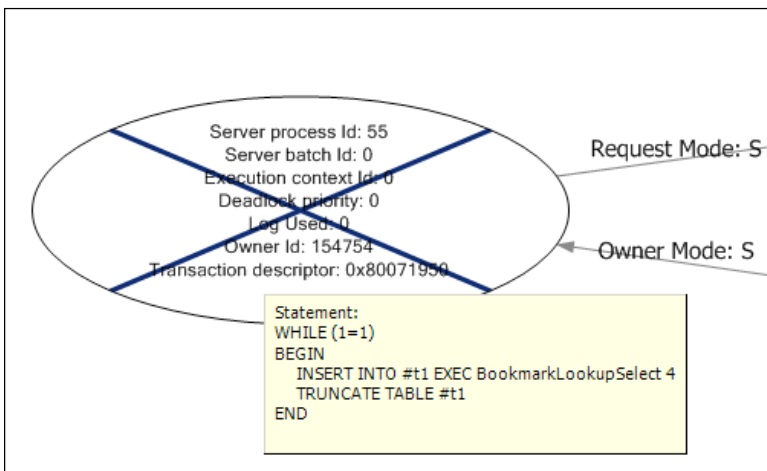 Server process Id: 55
Server batch Id: 0
Execution context Id: 0
Deadlock priority: 0
Log Used: 0
Owner Id: 154754
Transaction descriptor: 0x80071950
Request Mode: S
Owner Mode: S
Statement:
WHILE (1=1)
BEGIN
INSERT INTO #t1 EXEC BookmarkLookupSelect 4
TRUNCATE TABLE #t1
END